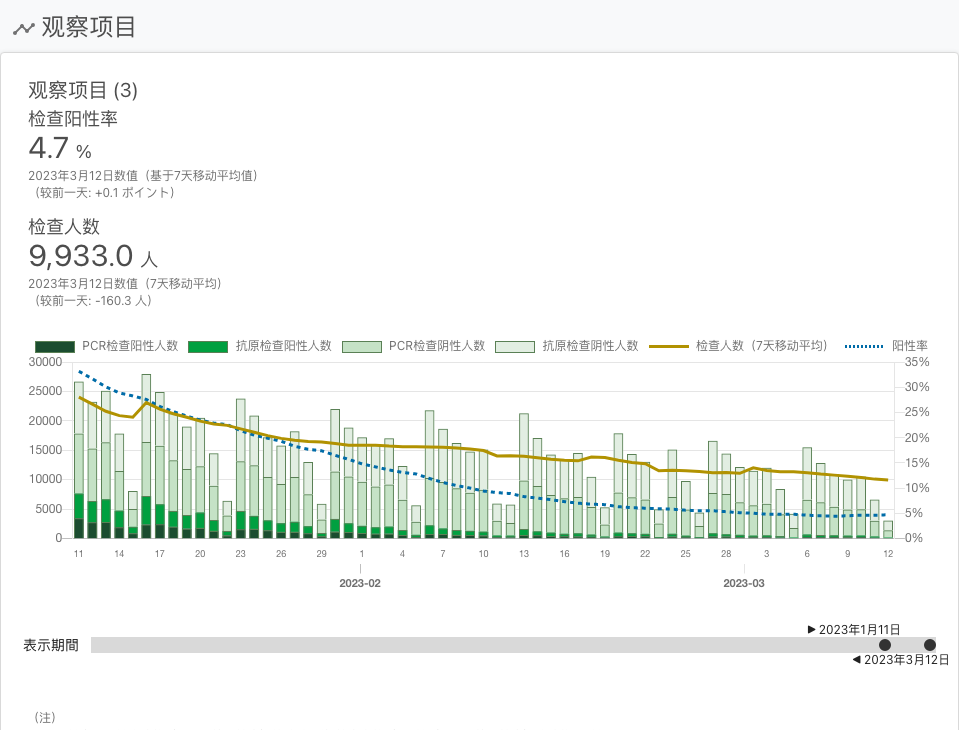 观察项目
观察项目 (3)
检查阳性率
4.7 %
2023年3月12日数值（基于7天移动平均值）
（较前一天: +0.1 ポイント）
检查人数
9,933.0 人
2023年3月12日数值（7天移动平均）
（较前一天: -160.3 人）
PCR检查阳性人数 抗原检查阳性人数 PCR检查阴性人数 抗原检查阴性人数 检查人数（7天移动平均） 阳性率
30000 35%
25000 30%
20000 25%
15000 20%
10000 15%
5000 10%
0 5%
0%
11 14 17 20 23 26 29 1 4 7 10 13 16 19 22 25 28 3 6 9 12
2023-02 2023-03
▶ 2023年1月11日
表示期間
◀ 2023年3月12日
（注）